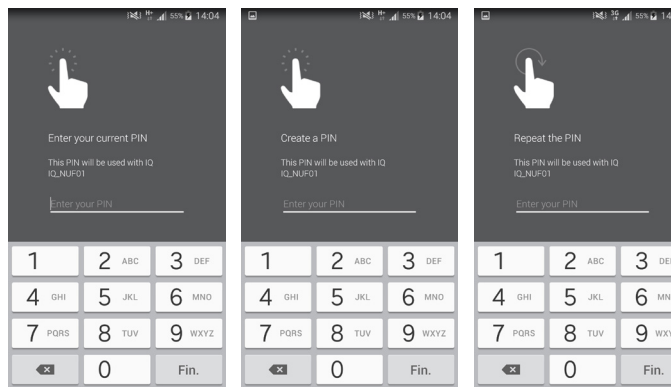 H+ 55% 14:04
Enter your current PIN
This PIN will be used with IQ
IQ_NUF01
Enter your PIN
1 2 ABC 3 DEF
4 GHI 5 JKL 6 MNO
7 PQRS 8 TUV 9 WXYZ
0 Fin.
H+ 55% 14:04
Create a PIN
This PIN will be used with IQ
IQ_NUF01
Enter your PIN
1 2 ABC 3 DEF
4 GHI 5 JKL 6 MNO
7 PQRS 8 TUV 9 WXYZ
0 Fin.
3G 55% 14
Repeat the PIN
This PIN will be used with IQ
IQ_NUF01
Enter your PIN
1 2 ABC 3 DE
4 GHI 5 JKL 6 MN
7 PQRS 8 TUV 9 WXY
0 Fin.